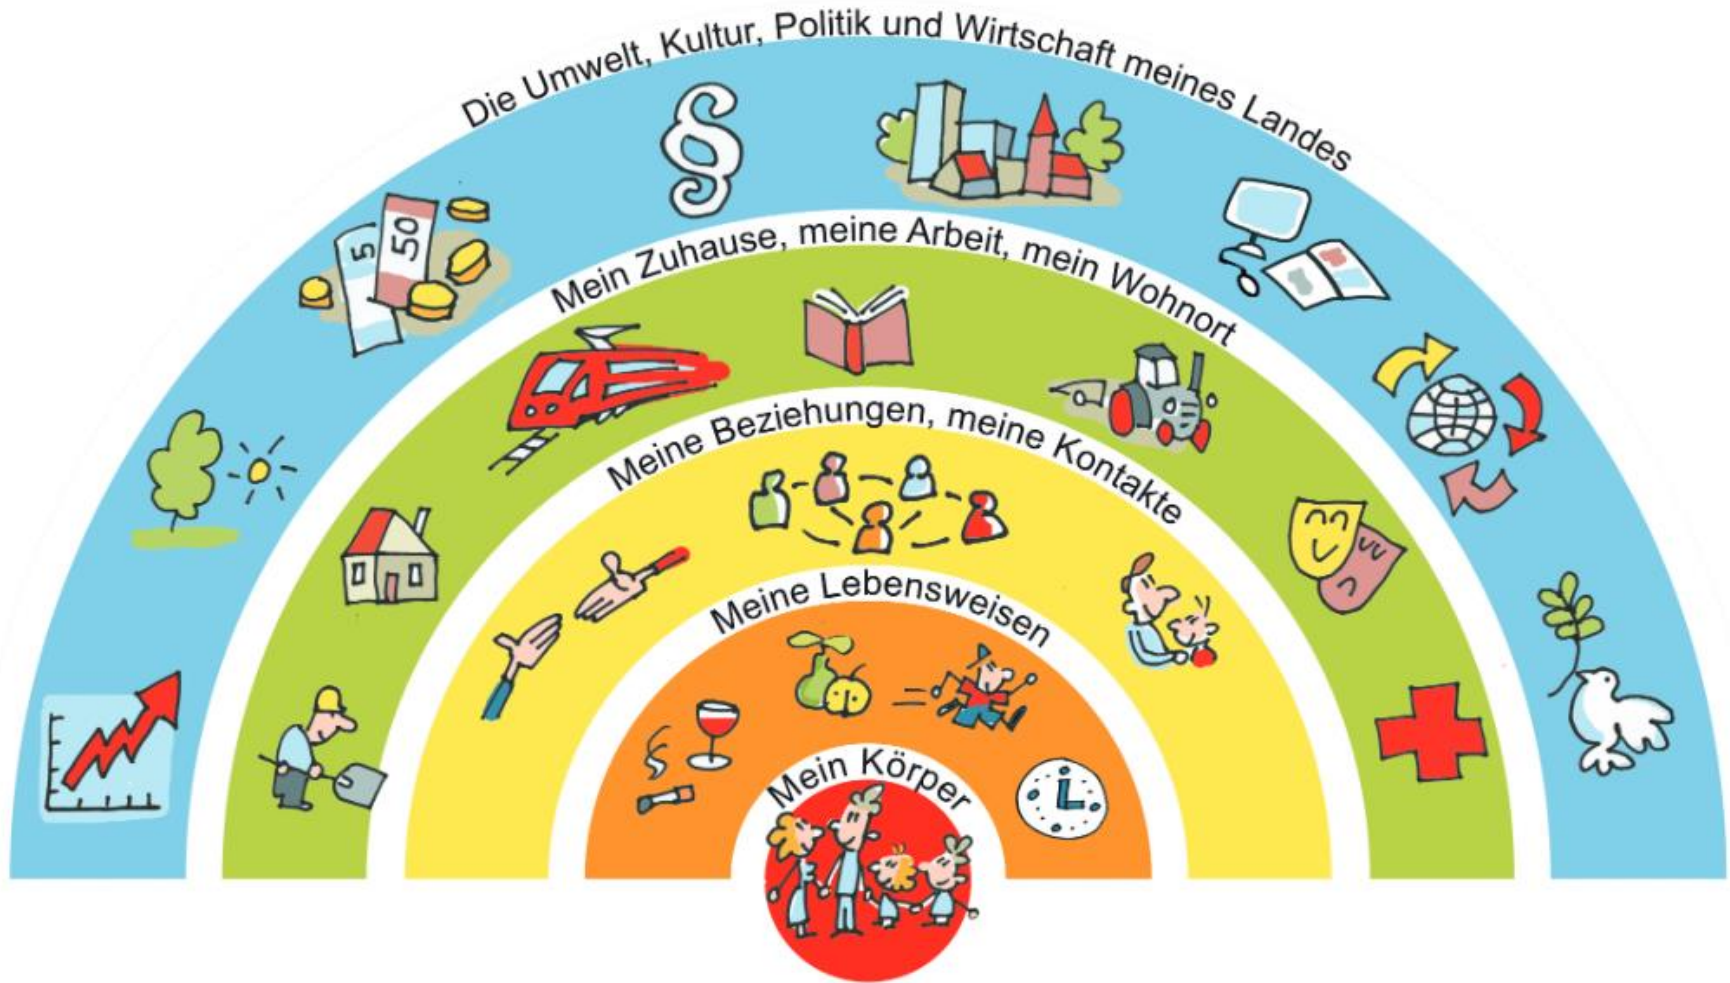 Die Umwelt, Kultur, Politik und Wirtschaft meines Landes
§
5
50
Mein Zuhause, meine Arbeit, mein Wohnort
Meine Beziehungen, meine Kontakte
Meine Lebensweisen
Mein Körper